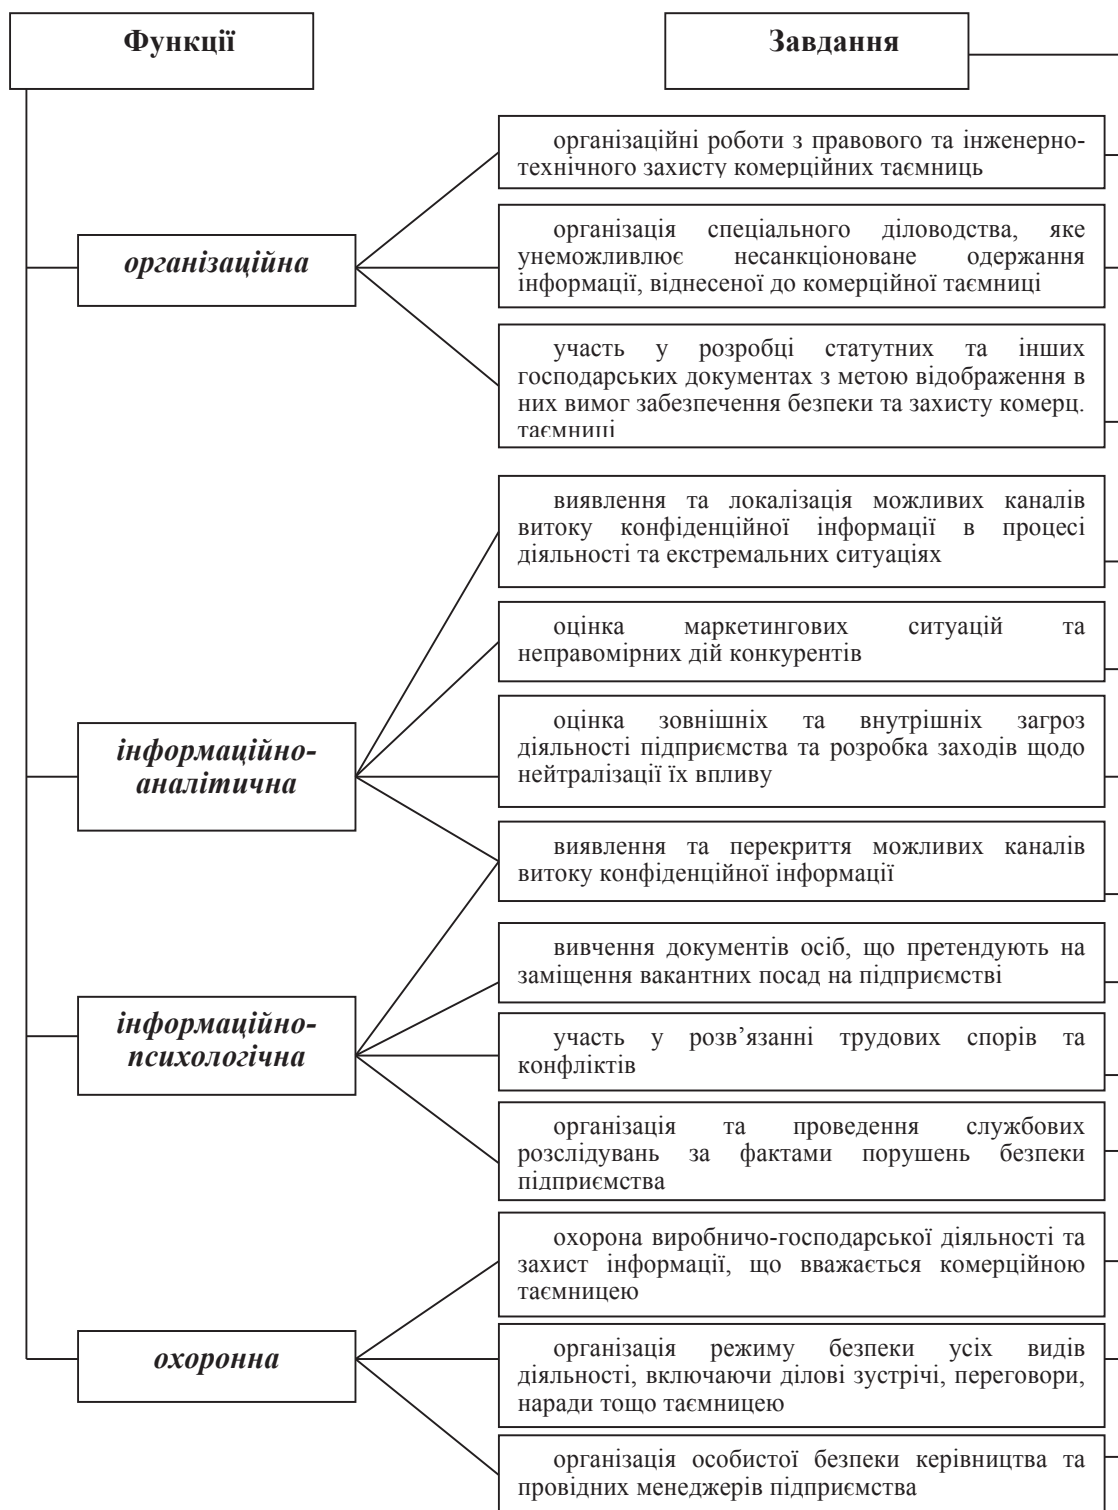 Функції
Завдання
організаційні роботи з правового та інженерно-
технічного захисту комерційних таємниць
організаційна
організація спеціального діловодства, яке
унеможливлює несанкціоноване одержання
інформації, віднесеної до комерційної таємниці
участь у розробці статутних та інших
господарських документах з метою відображення в
них вимог забезпечення безпеки та захисту комерц.
таємниці
виявлення та локалізація можливих каналів
витоку конфіденційної інформації в процесі
діяльності та екстремальних ситуаціях
оцінка маркетингових ситуацій та
неправомірних дій конкурентів
інформаційно-
аналітична
оцінка зовнішніх та внутрішніх загроз
діяльності підприємства та розробка заходів щодо
нейтралізації їх впливу
виявлення та перекриття можливих каналів
витоку конфіденційної інформації
вивчення документів осіб, що претендують на
заміщення вакантних посад на підприємстві
інформаційно-
психологічна
участь у розв’язанні трудових спорів та
конфліктів
організація та проведення службових
розслідувань за фактами порушень безпеки
підприємства
охорона виробничо-господарської діяльності та
захист інформації, що вважається комерційною
таємницею
охоронна
організація режиму безпеки усіх видів
діяльності, включаючи ділові зустрічі, переговори,
наради тощо таємницею
організація особистої безпеки керівництва та
провідних менеджерів підприємства